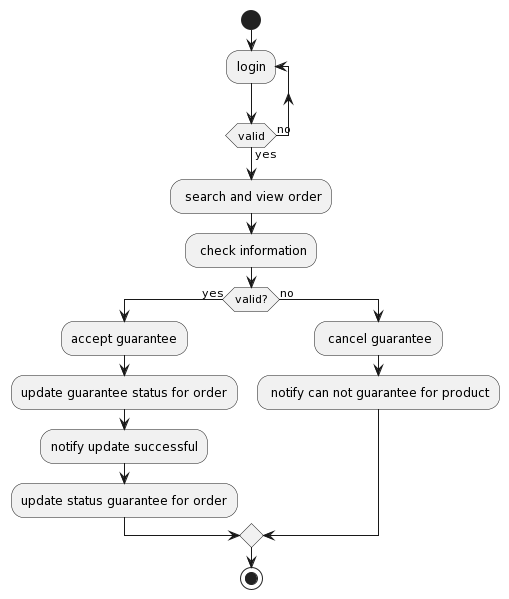 login
no
valid
yes
search and view order
check information
yes
valid?
no
accept guarantee
cancel guarantee
update guarantee status for order
notify can not guarantee for product
notify update successful
update status guarantee for order